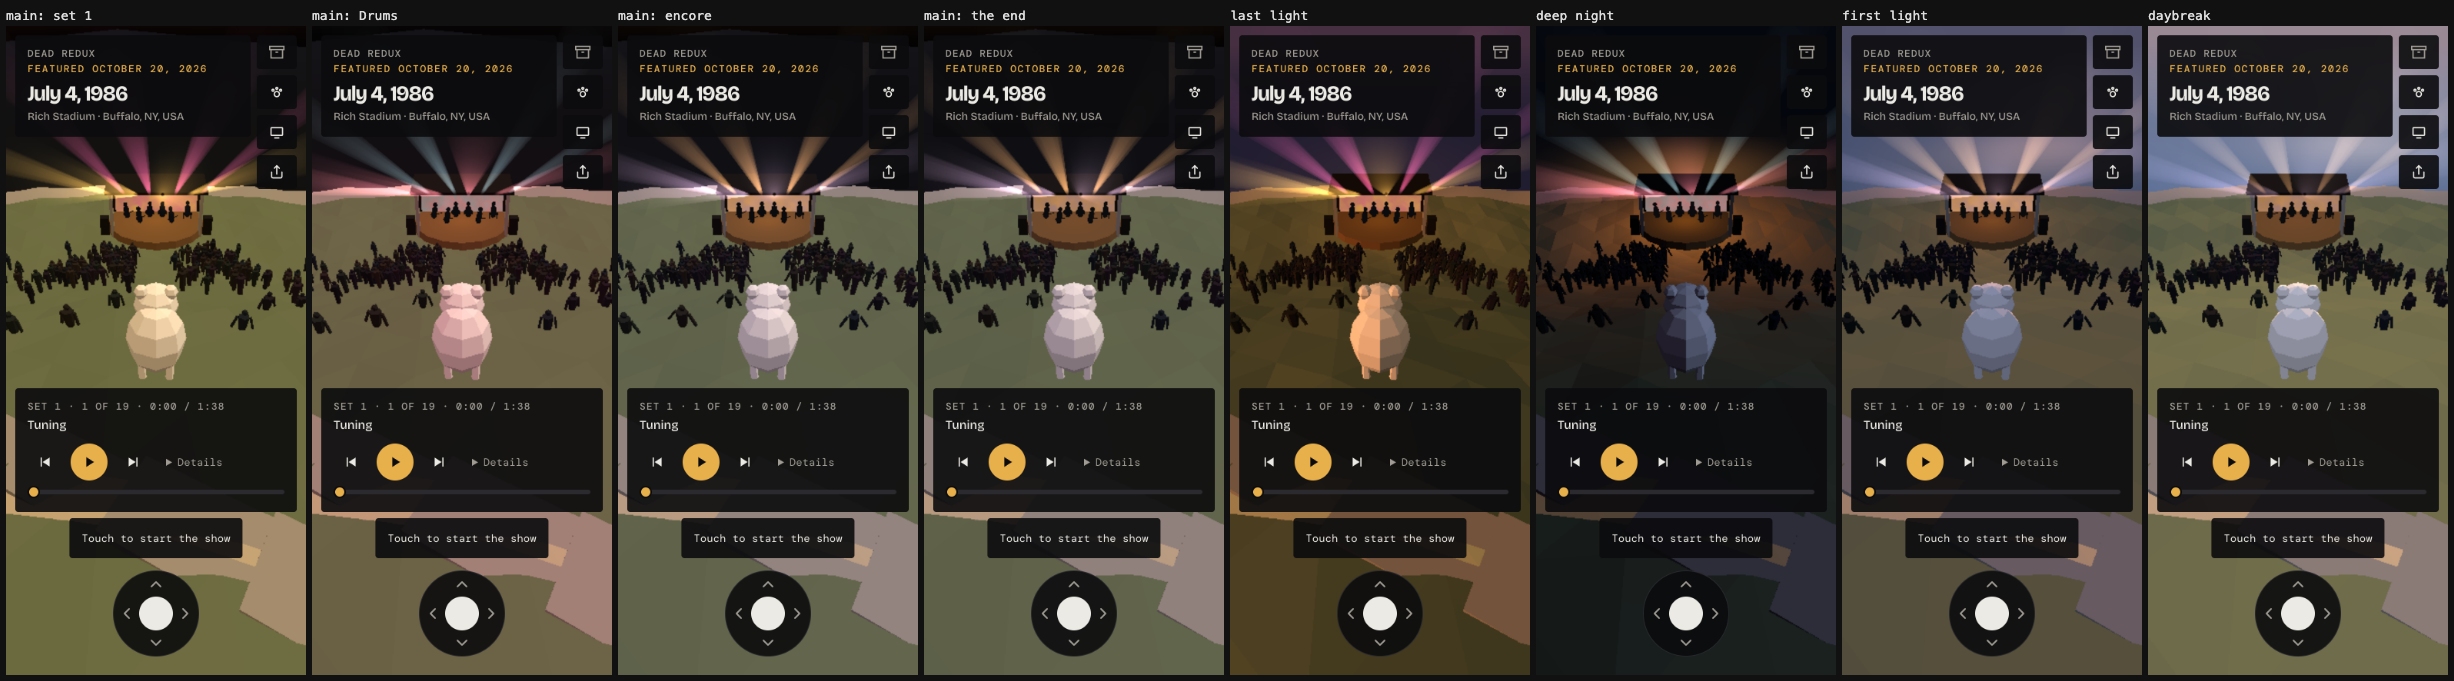 main: set 1
DEAD REDUX
FEATURED OCTOBER 20, 2026
July 4, 1986
Rich Stadium · Buffalo, NY, USA
SET 1 · 1 OF 19 · 0:00 / 1:38
Tuning
Details
Touch to start the show
main: Drums
DEAD REDUX
FEATURED OCTOBER 20, 2026
July 4, 1986
Rich Stadium · Buffalo, NY, USA
SET 1 · 1 OF 19 · 0:00 / 1:38
Tuning
Details
Touch to start the show
main: encore
DEAD REDUX
FEATURED OCTOBER 20, 2026
July 4, 1986
Rich Stadium · Buffalo, NY, USA
SET 1 · 1 OF 19 · 0:00 / 1:38
Tuning
Details
Touch to start the show
main: the end
DEAD REDUX
FEATURED OCTOBER 20, 2026
July 4, 1986
Rich Stadium · Buffalo, NY, USA
SET 1 · 1 OF 19 · 0:00 / 1:38
Tuning
Details
Touch to start the show
last light
DEAD REDUX
FEATURED OCTOBER 20, 2026
July 4, 1986
Rich Stadium · Buffalo, NY, USA
SET 1 · 1 OF 19 · 0:00 / 1:38
Tuning
Details
Touch to start the show
deep night
DEAD REDUX
FEATURED OCTOBER 20, 2026
July 4, 1986
Rich Stadium · Buffalo, NY, USA
SET 1 · 1 OF 19 · 0:00 / 1:38
Tuning
Details
Touch to start the show
first light
DEAD REDUX
FEATURED OCTOBER 20, 2026
July 4, 1986
Rich Stadium · Buffalo, NY, USA
SET 1 · 1 OF 19 · 0:00 / 1:38
Tuning
Details
Touch to start the show
daybreak
DEAD REDUX
FEATURED OCTOBER 20, 2026
July 4, 1986
Rich Stadium · Buffalo, NY, USA
SET 1 · 1 OF 19 · 0:00 / 1:38
Tuning
Details
Touch to start the show